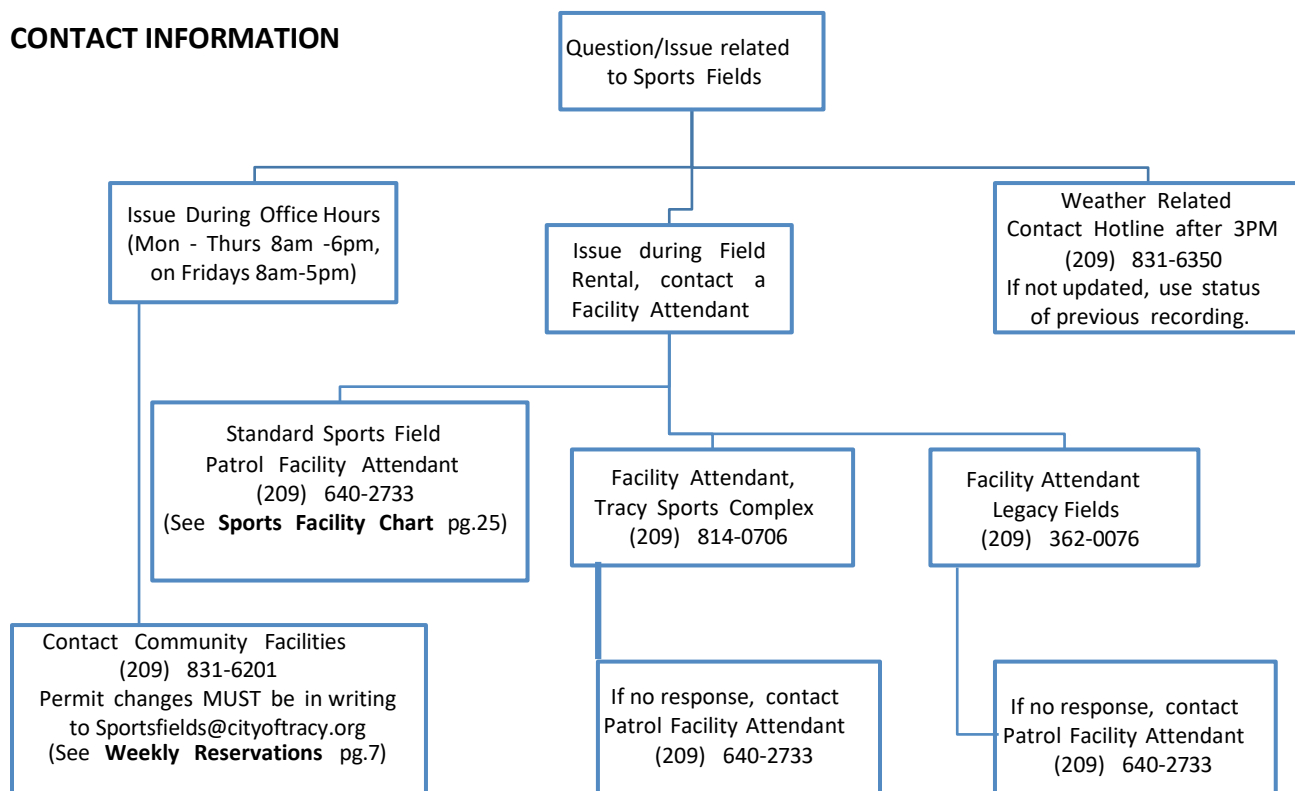 CONTACT INFORMATION
Question/Issue related
to Sports Fields
Issue During Office Hours
(Mon - Thurs 8am -6pm,
on Fridays 8am-5pm)
Issue during Field
Rental, contact a
Facility Attendant
Weather Related
Contact Hotline after 3PM
(209) 831-6350
If not updated, use status
of previous recording.
Standard Sports Field
Patrol Facility Attendant
(209) 640-2733
(See Sports Facility Chart pg.25)
Facility Attendant,
Tracy Sports Complex
(209) 814-0706
Facility Attendant
Legacy Fields
(209) 362-0076
Contact Community Facilities
(209) 831-6201
Permit changes MUST be in writing
to Sportsfields@cityoftracy.org
(See Weekly Reservations pg.7)
If no response, contact
Patrol Facility Attendant
(209) 640-2733
If no response, contact
Patrol Facility Attendant
(209) 640-2733